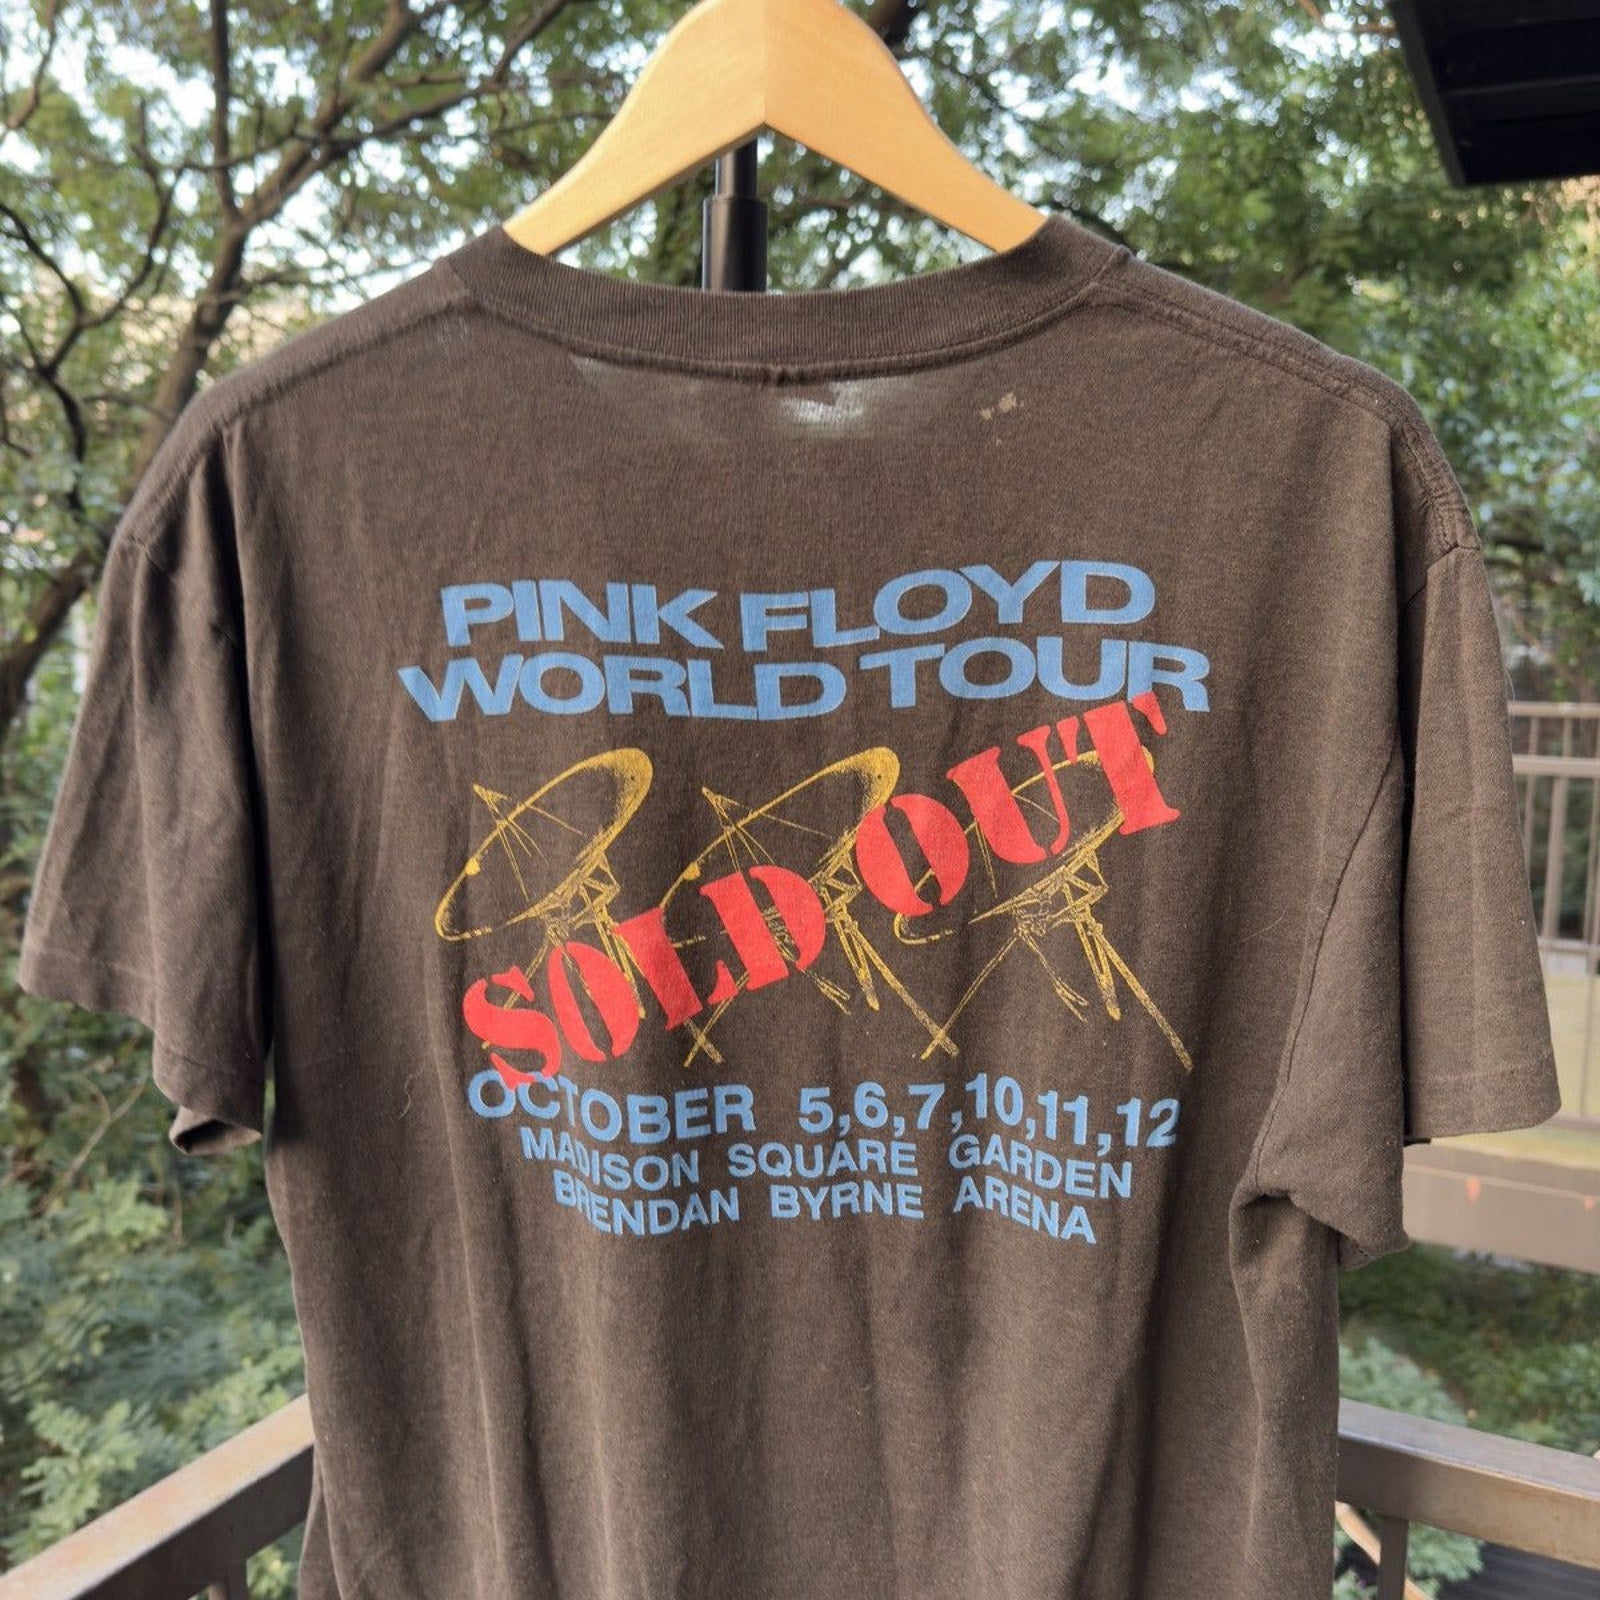 PINK FLOYD
WORLD TOUR
SOLD OUT
OCTOBER 5,6,7,10,11,12
MADISON SQUARE GARDEN
BRENDAN BYRNE ARENA